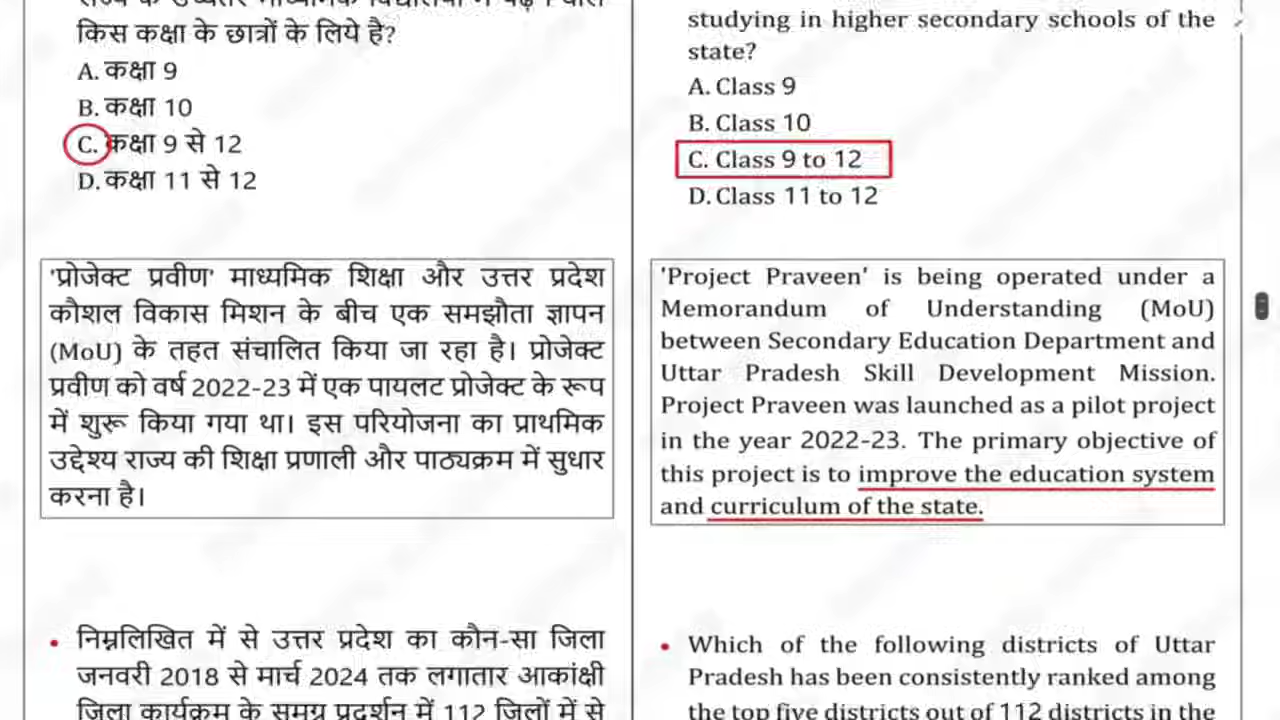 किस कक्षा के छात्रों के लिये है?
A. कक्षा 9
B. कक्षा 10
C. कक्षा 9 से 12
D. कक्षा 11 से 12
'प्रोजेक्ट प्रवीण' माध्यमिक शिक्षा और उत्तर प्रदेश
कौशल विकास मिशन के बीच एक समझौता ज्ञापन
(MoU) के तहत संचालित किया जा रहा है। प्रोजेक्ट
प्रवीण को वर्ष 2022-23 में एक पायलट प्रोजेक्ट के रूप
में शुरू किया गया था। इस परियोजना का प्राथमिक
उद्देश्य राज्य की शिक्षा प्रणाली और पाठ्यक्रम में सुधार
करना है।
निम्नलिखित में से उत्तर प्रदेश का कौन-सा जिला
जनवरी 2018 से मार्च 2024 तक लगातार आकांक्षी
जिला कार्यक्रम के समग्र प्रदर्शन में 112 जिलों में से
studying in higher secondary schools of the
state?
A. Class 9
B. Class 10
C. Class 9 to 12
D. Class 11 to 12
'Project Praveen' is being operated under a
Memorandum of Understanding (MoU)
between Secondary Education Department and
Uttar Pradesh Skill Development Mission.
Project Praveen was launched as a pilot project
in the year 2022-23. The primary objective of
this project is to improve the education system
and curriculum of the state.
Which of the following districts of Uttar
Pradesh has been consistently ranked among
the top five districts out of 112 districts in the